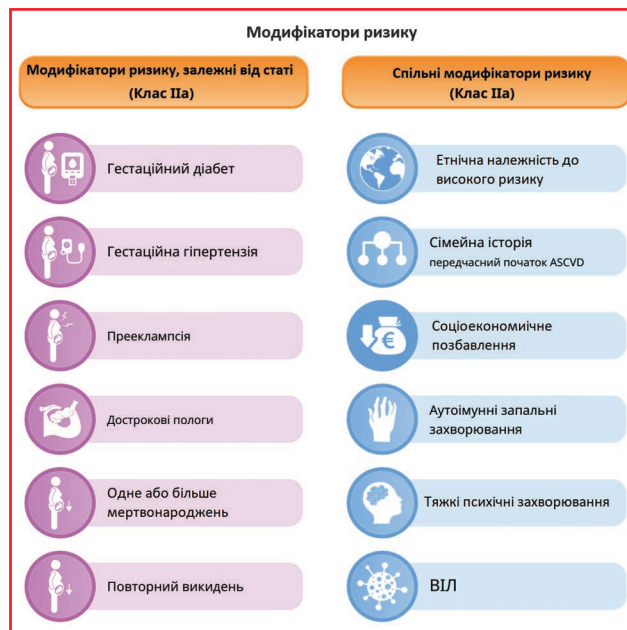 Модифікатори ризику
Модифікатори ризику, залежні від статі
(Клас IIa)
Гестаційний діабет
Гестаційна гіпертензія
Прееклампсія
Дострокові пологи
Одне або більше
мертвонароджень
Повторний викидень
Спільні модифікатори ризику
(Клас IIa)
Етнічна належність до
високого ризику
Сімейна історія
передчасний початок ASCVD
€
Соціоекономиічне
позбавлення
Аутоімунні запальні
захворювання
Тяжкі психічні захворювання
ВІЛ